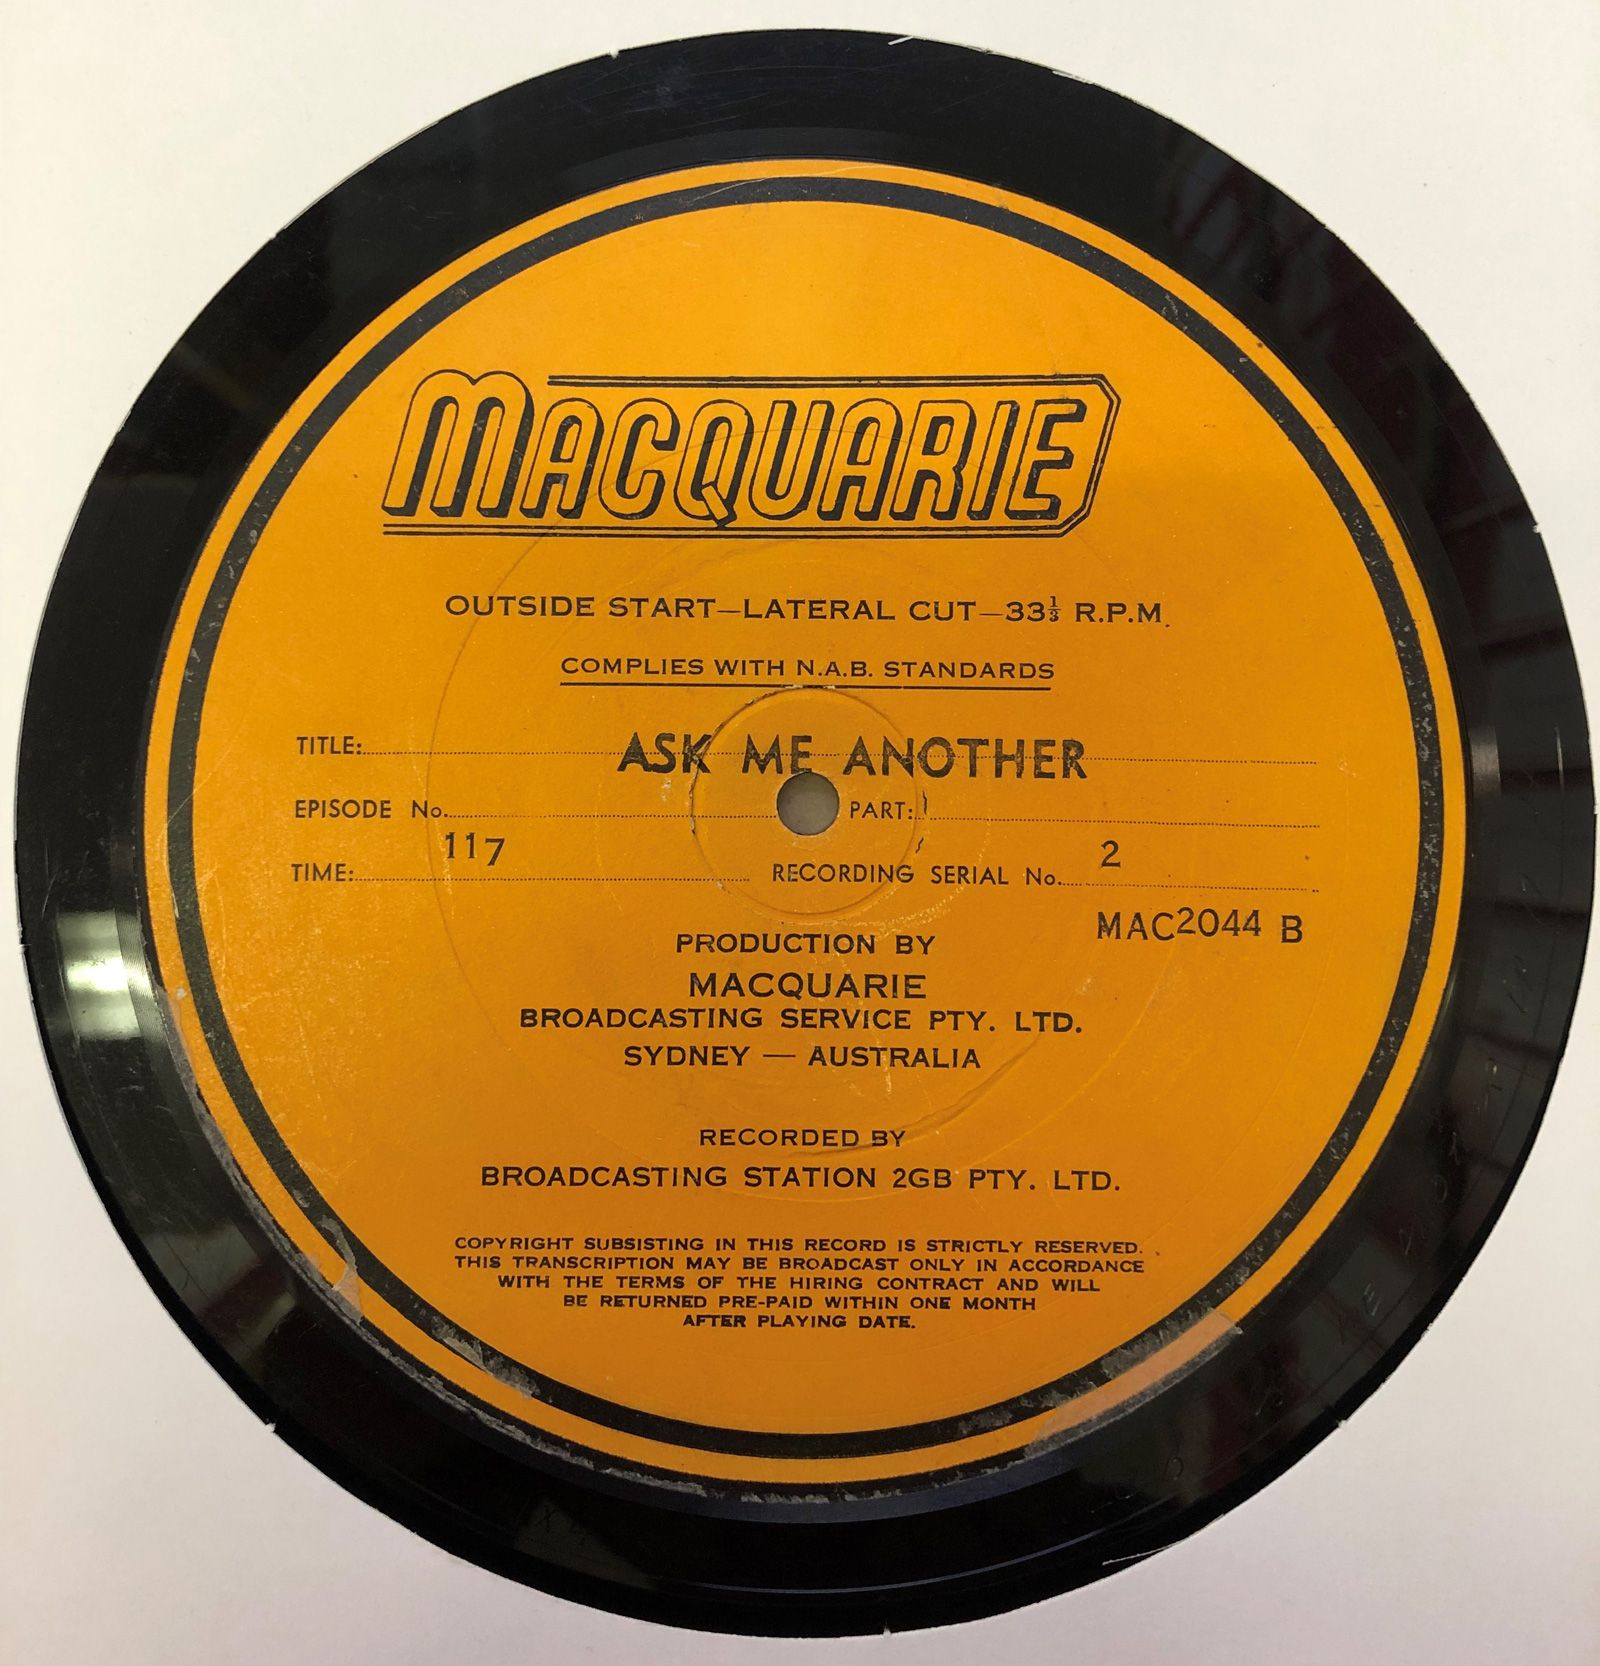 MACQUARIE
OUTSIDE START—LATERAL CUT—33⅓ R.P.M.
COMPLIES WITH N.A.B. STANDARDS
TITLE: ASK ME ANOTHER
EPISODE No. PART:
117 2
TIME: RECORDING SERIAL No.
MAC2044 B
PRODUCTION BY
MACQUARIE
BROADCASTING SERVICE PTY. LTD.
SYDNEY — AUSTRALIA
RECORDED BY
BROADCASTING STATION 2GB PTY. LTD.
COPYRIGHT SUBSISTING IN THIS RECORD IS STRICTLY RESERVED.
THIS TRANSCRIPTION MAY BE BROADCAST ONLY IN ACCORDANCE
WITH THE TERMS OF THE HIRING CONTRACT AND WILL
BE RETURNED PRE-PAID WITHIN ONE MONTH
AFTER PLAYING DATE.